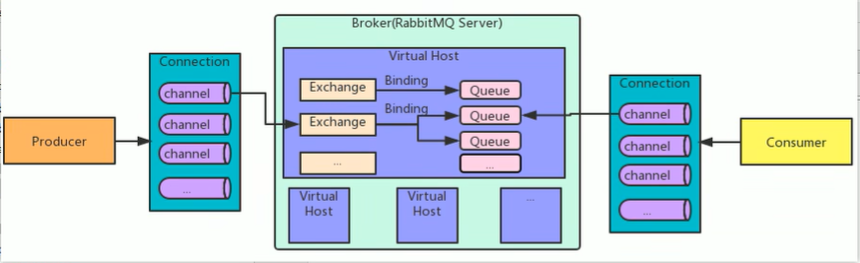 Broker(RabbitMQ Server)
Virtual Host
Connection
channel
channel
channel
...
Producer
Exchange
Binding
Queue
Exchange
Binding
Queue
Queue
...
...
Virtual
Host
Virtual
Host
...
Connection
channel
channel
channel
...
Consumer